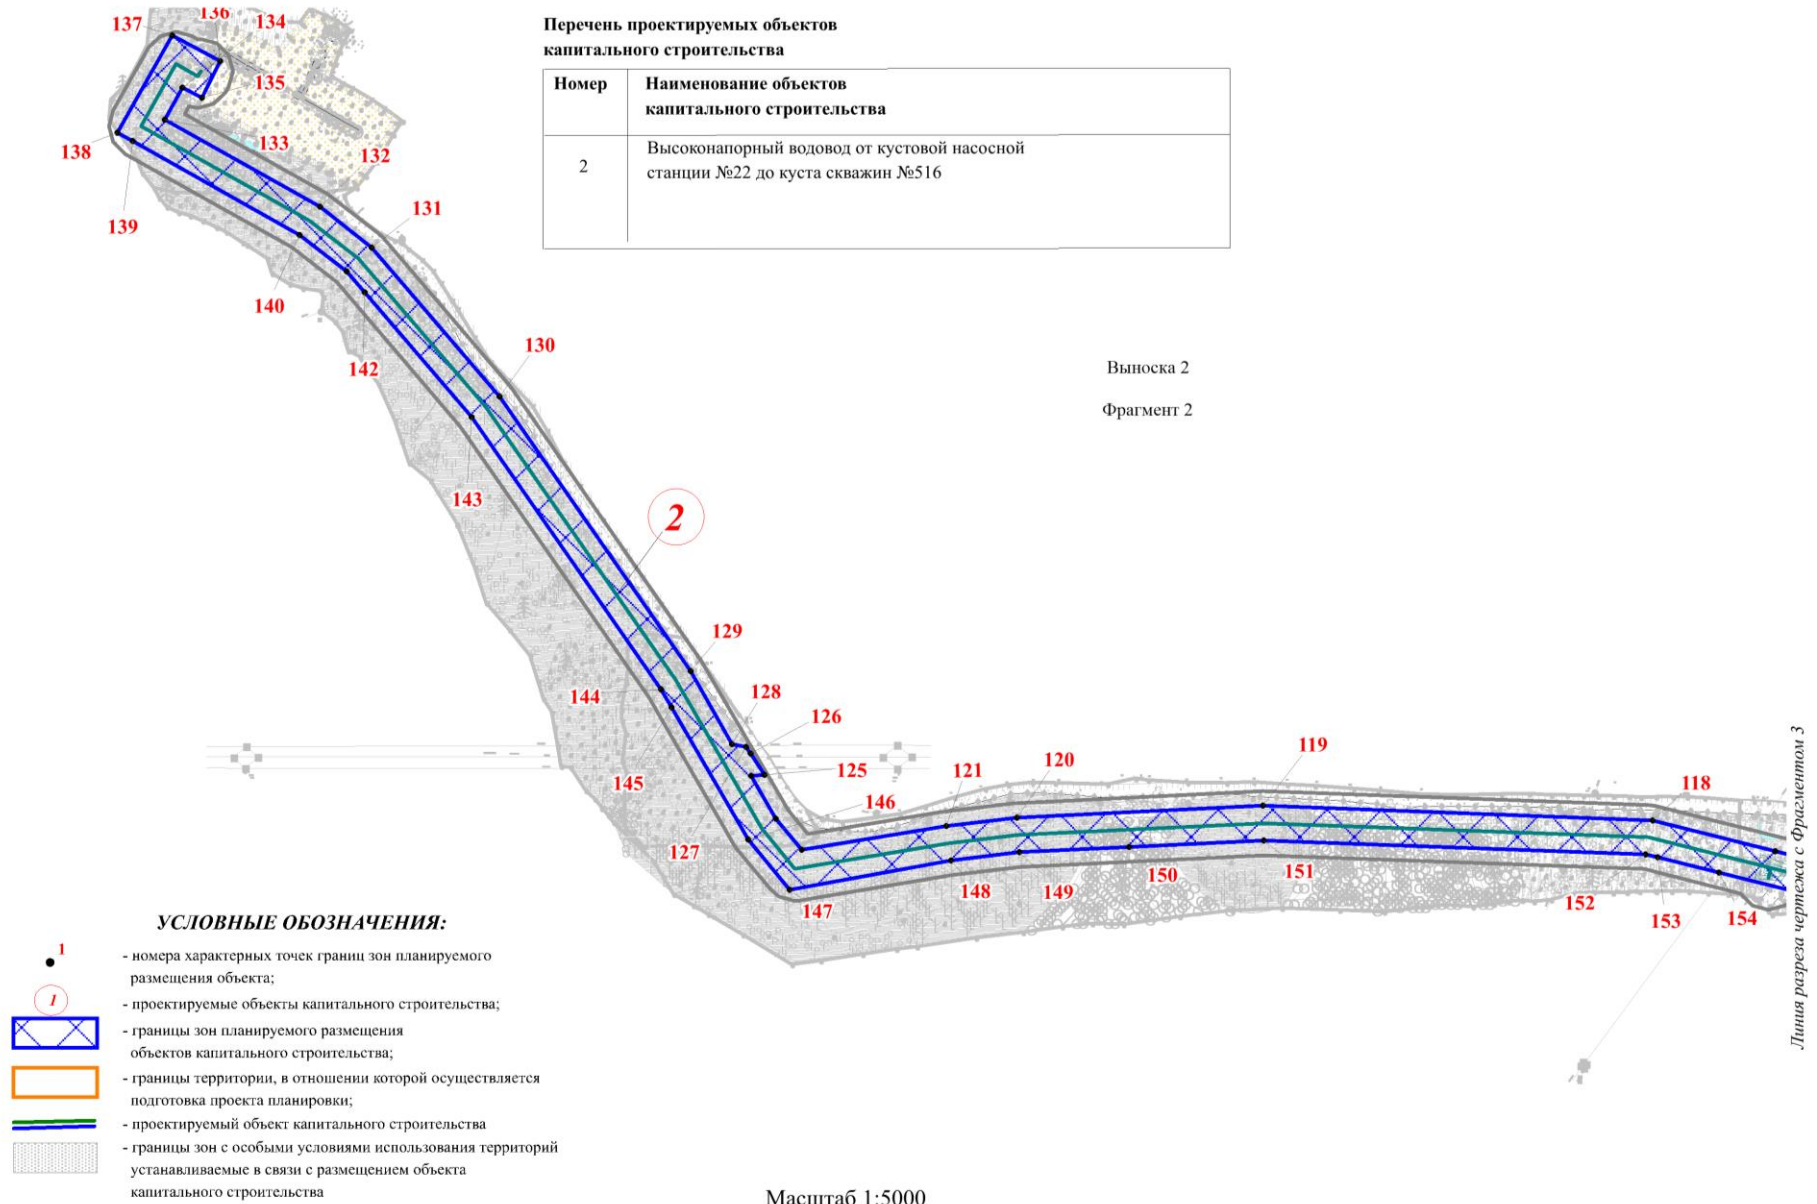 Перечень проектируемых объектов
капитального строительства
Номер
Наименование объектов
капитального строительства
2
Высоконапорный водовод от кустовой насосной
станции №22 до куста скважин №516
Выноска 2
Фрагмент 2
137
136
134
135
133
132
138
139
131
140
142
130
143
2
129
144
128
126
125
145
127
146
121
120
119
118
147
148
149
150
151
152
153
154
Линия разреза чертежа с Фрагментом 3
УСЛОВНЫЕ ОБОЗНАЧЕНИЯ:
1
- номера характерных точек границ зон планируемого
размещения объекта;
1
- проектируемые объекты капитального строительства;
- границы зон планируемого размещения
объектов капитального строительства;
- границы территории, в отношении которой осуществляется
подготовка проекта планировки;
- проектируемый объект капитального строительства
- границы зон с особыми условиями использования территорий
устанавливаемые в связи с размещением объекта
капитального строительства
Масштаб 1:5000